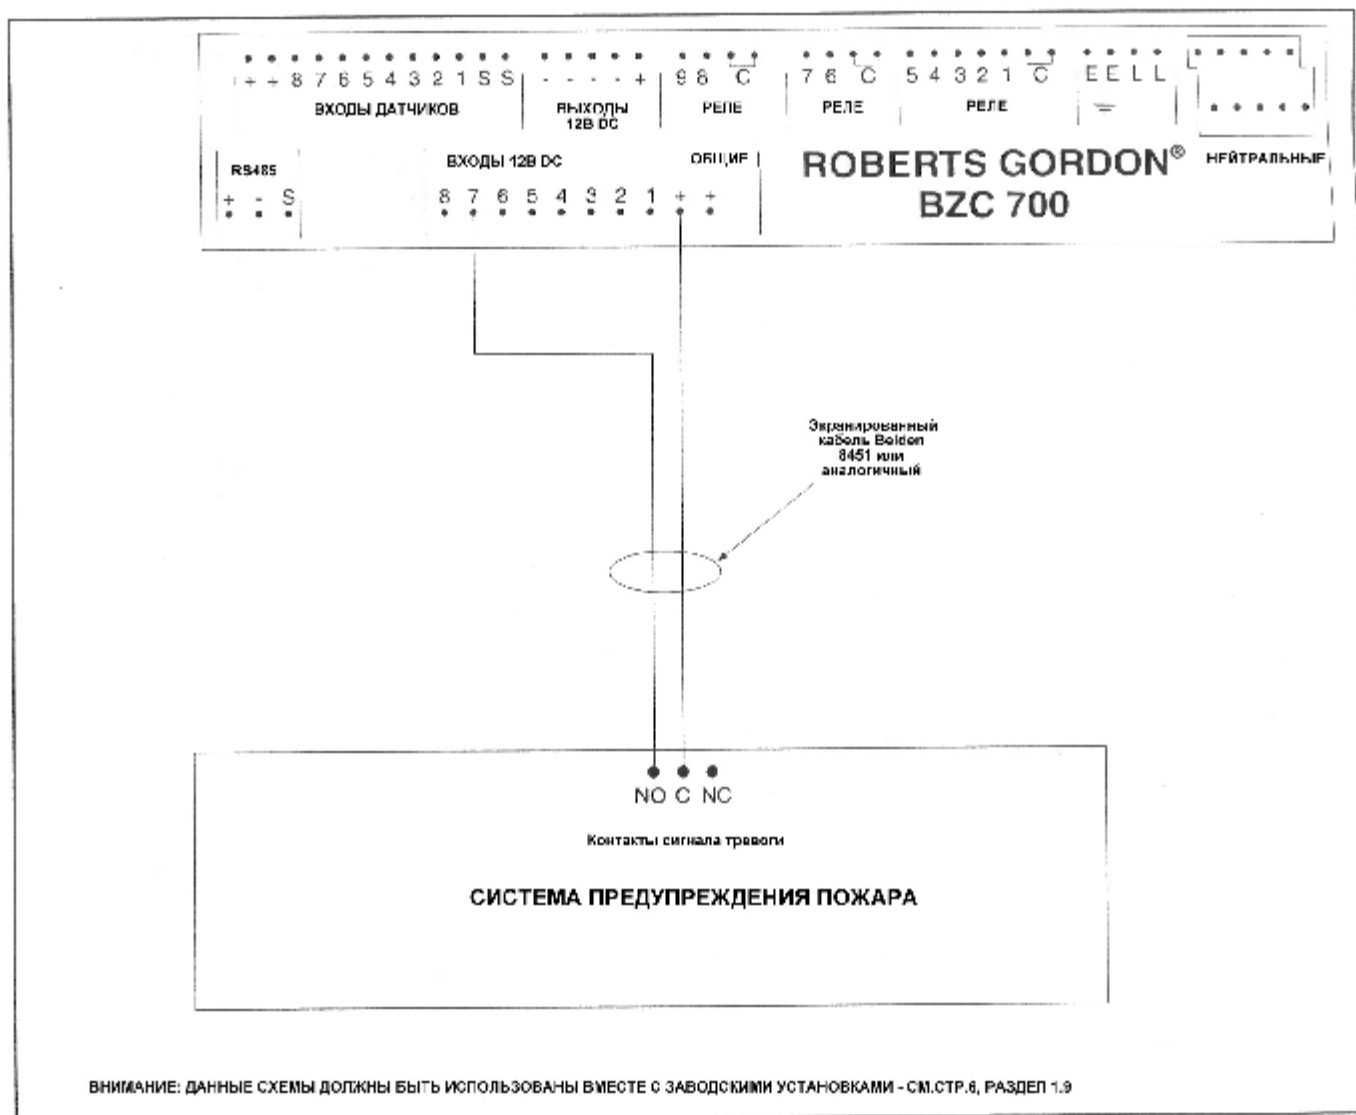 + + 8 7 6 5 4 3 2 1 S S
- - - - +
9 8 C
7 6 C
5 4 3 2 1 C
E E L L
ВХОДЫ ДАТЧИКОВ
ВЫХОДЫ
12В DC
РЕЛЕ
РЕЛЕ
РЕЛЕ
RS485
ВХОДЫ 12В DC
ОБЩИЕ
ROBERTS GORDON®
BZC 700
НЕЙТРАЛЬНЫЕ
+ - S
8 7 6 5 4 3 2 1 + +
Экранированный
кабель Belden
8451 или
аналогичный
NO C NC
Контакты сигнала тревоги
СИСТЕМА ПРЕДУПРЕЖДЕНИЯ ПОЖАРА
ВНИМАНИЕ: ДАННЫЕ СХЕМЫ ДОЛЖНЫ БЫТЬ ИСПОЛЬЗОВАНЫ ВМЕСТЕ С ЗАВОДСКИМИ УСТАНОВКАМИ - СМ.СТР.6, РАЗДЕЛ 1.9